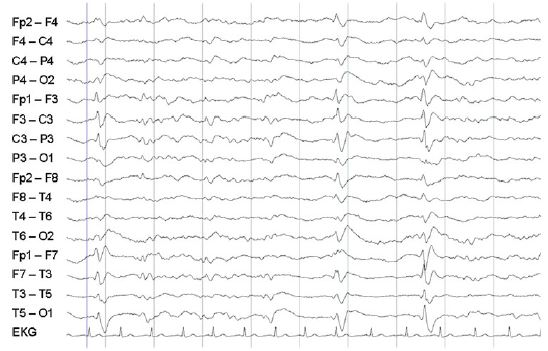 Fp2 – F4
F4 – C4
C4 – P4
P4 – O2
Fp1 – F3
F3 – C3
C3 – P3
P3 – O1
Fp2 – F8
F8 – T4
T4 – T6
T6 – O2
Fp1 – F7
F7 – T3
T3 – T5
T5 – O1
EKG